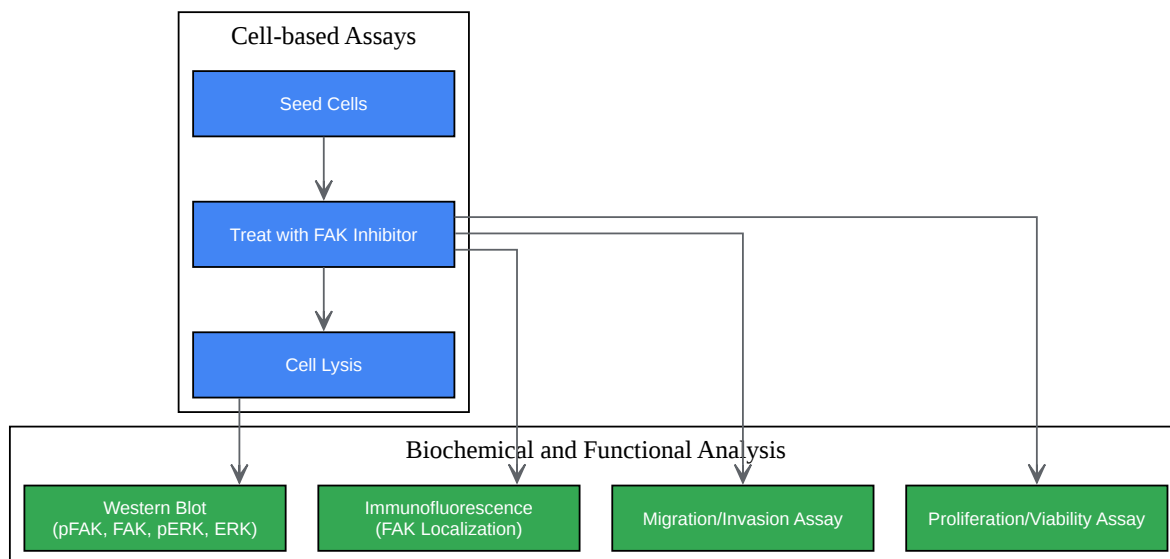 Cell-based Assays
Seed Cells
Treat with FAK Inhibitor
Cell Lysis
Biochemical and Functional Analysis
Western Blot
(pFAK, FAK, pERK, ERK)
Immunofluorescence
(FAK Localization)
Migration/Invasion Assay
Proliferation/Viability Assay